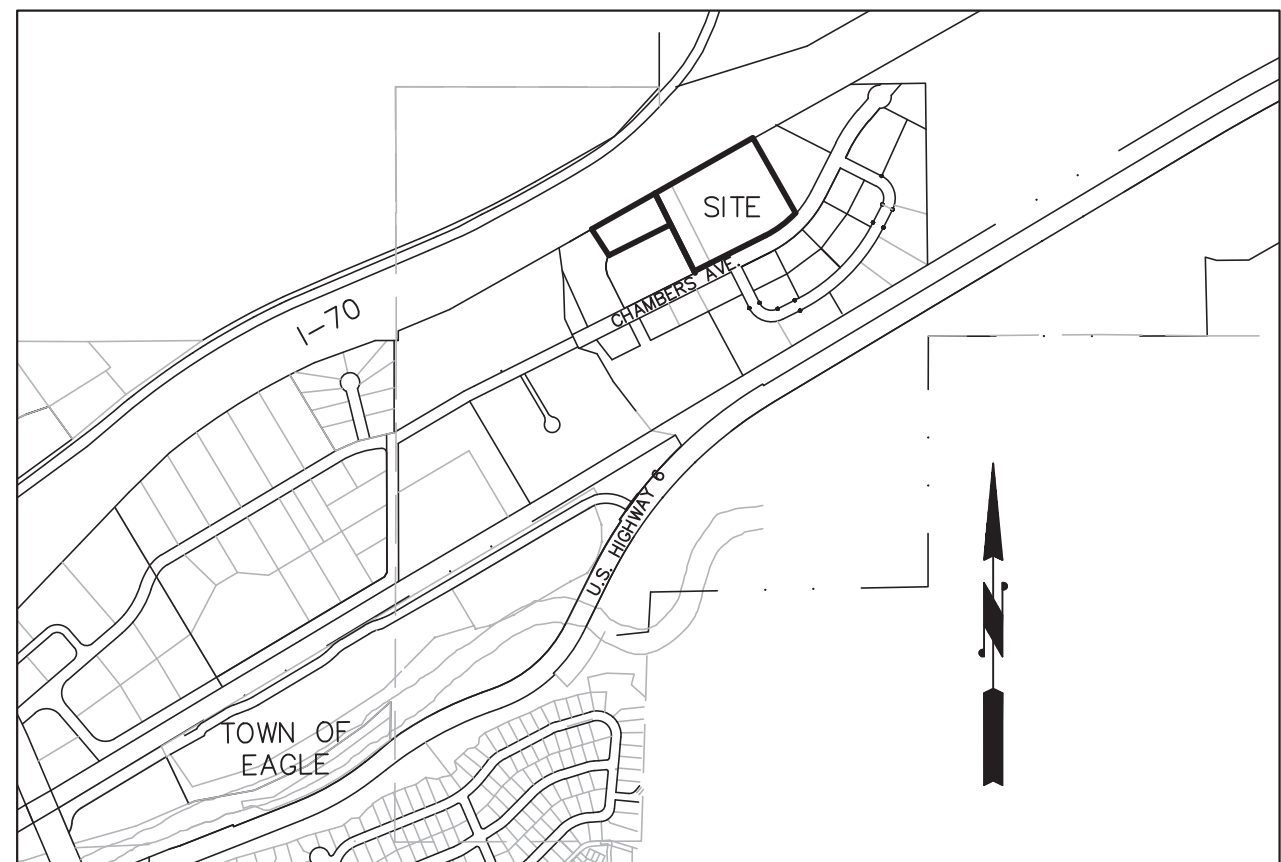 SITE
CHAMBERS AVE.
I-70
U.S. HIGHWAY 6
N
TOWN OF
EAGLE